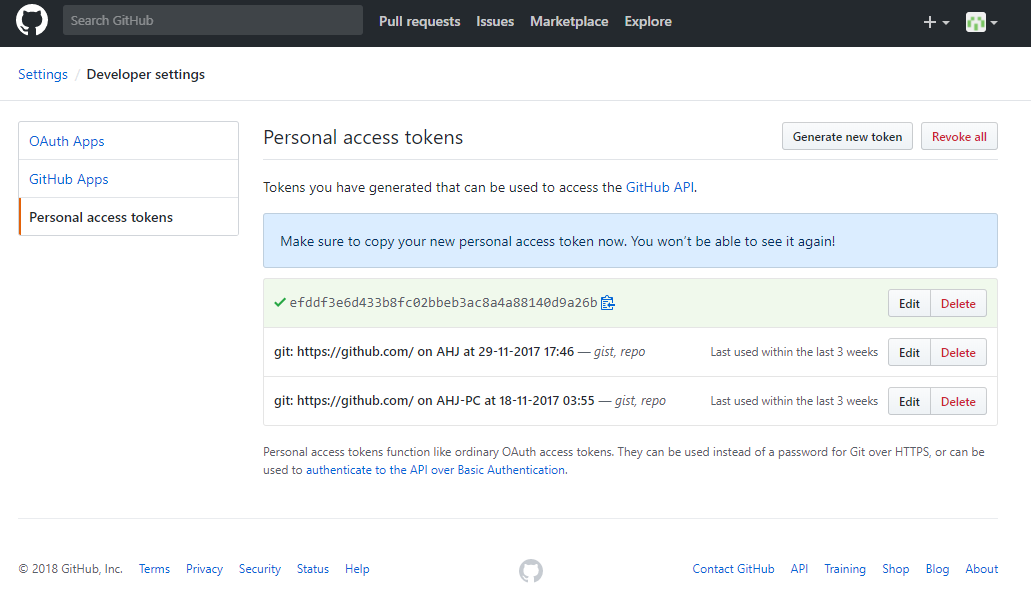 Search GitHub Pull requests Issues Marketplace Explore
Settings / Developer settings
OAuth Apps
GitHub Apps
Personal access tokens
Personal access tokens Generate new token Revoke all
Tokens you have generated that can be used to access the GitHub API.
Make sure to copy your new personal access token now. You won't be able to see it again!
efddf3e6d433b8fc02bbeb3ac8a4a88140d9a26b Edit Delete
git: https://github.com/ on AHJ at 29-11-2017 17:46 — gist, repo Last used within the last 3 weeks Edit Delete
git: https://github.com/ on AHJ-PC at 18-11-2017 03:55 — gist, repo Last used within the last 3 weeks Edit Delete
Personal access tokens function like ordinary OAuth access tokens. They can be used instead of a password for Git over HTTPS, or can be
used to authenticate to the API over Basic Authentication.
© 2018 GitHub, Inc. Terms Privacy Security Status Help Contact GitHub API Training Shop Blog About